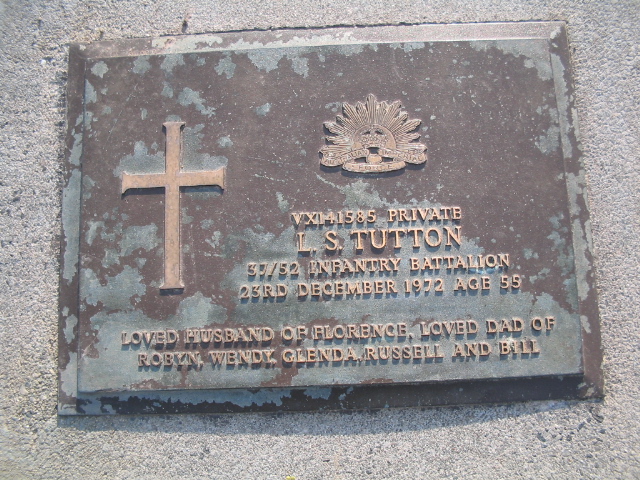 VX141585 PRIVATE
L. S. TUTTON
37/52 INFANTRY BATTALION
23RD DECEMBER 1972 AGE 55
LOVED HUSBAND OF FLORENCE, LOVED DAD OF
ROBYN, WENDY, GLENDA, RUSSELL AND BILL